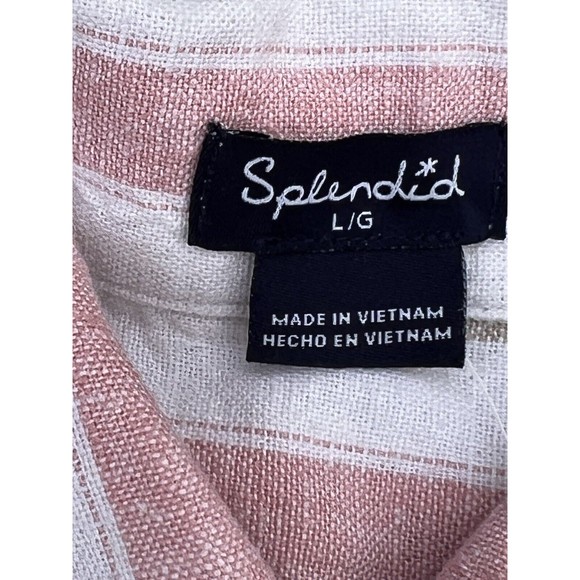 Splendid
L/G
MADE IN VIETNAM
HECHO EN VIETNAM